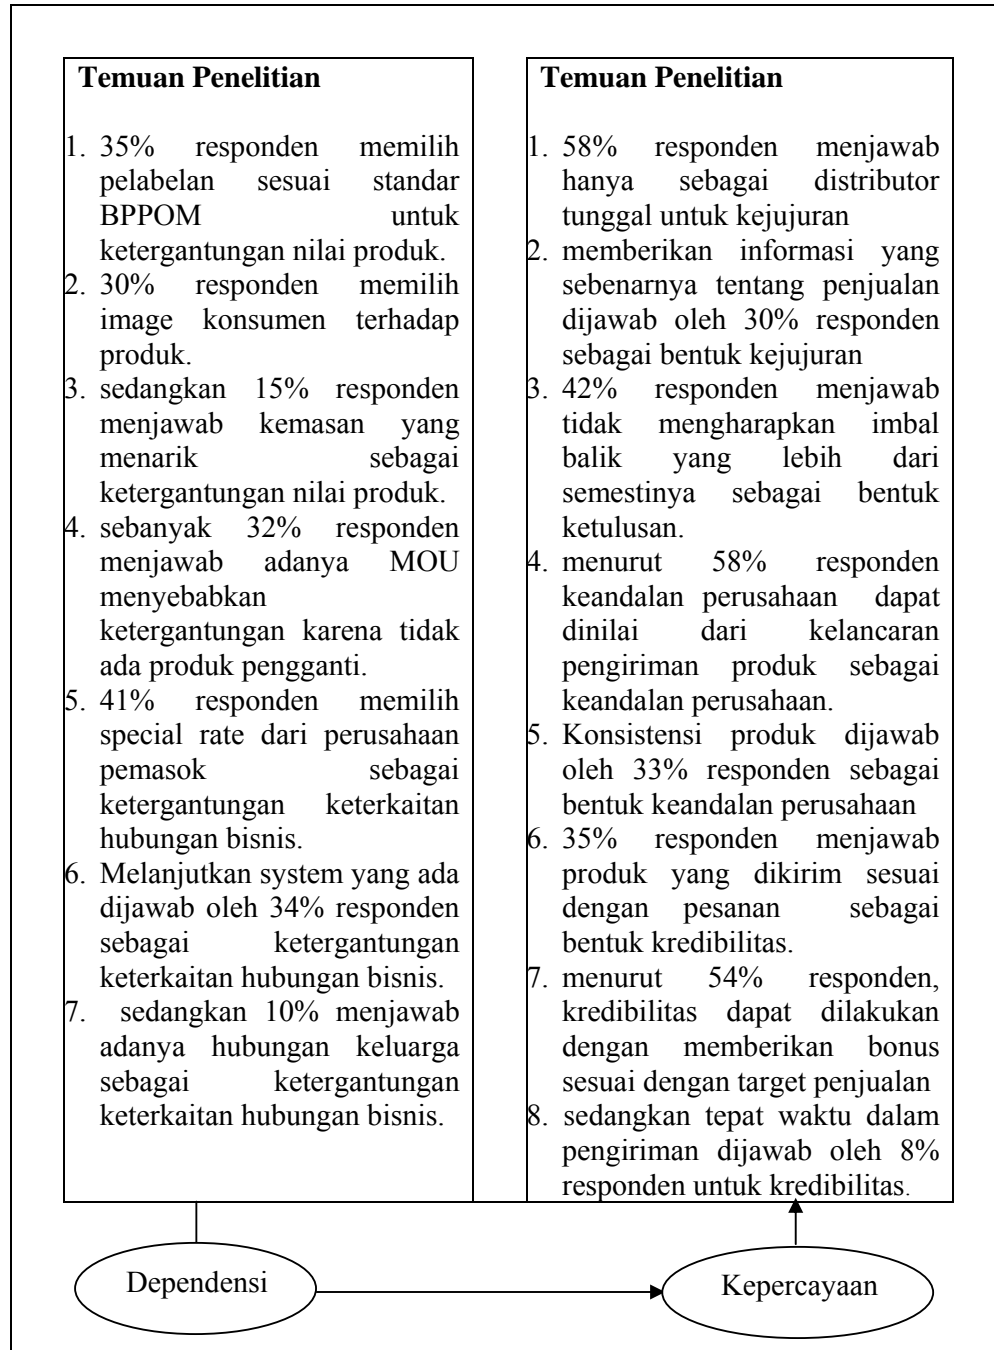 Temuan Penelitian
1. 35% responden memilih
pelabelan sesuai standar
BPPOM untuk
ketergantungan nilai produk.
2. 30% responden memilih
image konsumen terhadap
produk.
3. sedangkan 15% responden
menjawab kemasan yang
menarik sebagai
ketergantungan nilai produk.
4. sebanyak 32% responden
menjawab adanya MOU
menyebabkan
ketergantungan karena tidak
ada produk pengganti.
5. 41% responden memilih
special rate dari perusahaan
pemasok sebagai
ketergantungan keterkaitan
hubungan bisnis.
6. Melanjutkan system yang ada
dijawab oleh 34% responden
sebagai ketergantungan
keterkaitan hubungan bisnis.
7. sedangkan 10% menjawab
adanya hubungan keluarga
sebagai ketergantungan
keterkaitan hubungan bisnis.
Temuan Penelitian
1. 58% responden menjawab
hanya sebagai distributor
tunggal untuk kejujuran
2. memberikan informasi yang
sebenarnya tentang penjualan
dijawab oleh 30% responden
sebagai bentuk kejujuran
3. 42% responden menjawab
tidak mengharapkan imbal
balik yang lebih dari
semestinya sebagai bentuk
ketulusan.
4. menurut 58% responden
keandalan perusahaan dapat
dinilai dari kelancaran
pengiriman produk sebagai
keandalan perusahaan.
5. Konsistensi produk dijawab
oleh 33% responden sebagai
bentuk keandalan perusahaan
6. 35% responden menjawab
produk yang dikirim sesuai
dengan pesanan sebagai
bentuk kredibilitas.
7. menurut 54% responden,
kredibilitas dapat dilakukan
dengan memberikan bonus
sesuai dengan target penjualan
8. sedangkan tepat waktu dalam
pengiriman dijawab oleh 8%
responden untuk kredibilitas.
Dependensi
Kepercayaan